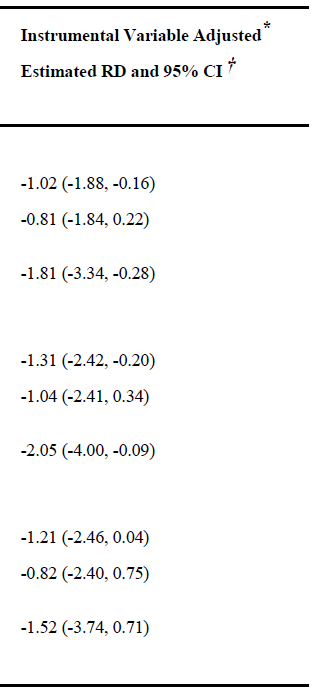 Instrumental Variable Adjusted*
Estimated RD and 95% CI †
-1.02 (-1.88, -0.16)
-0.81 (-1.84, 0.22)
-1.81 (-3.34, -0.28)
-1.31 (-2.42, -0.20)
-1.04 (-2.41, 0.34)
-2.05 (-4.00, -0.09)
-1.21 (-2.46, 0.04)
-0.82 (-2.40, 0.75)
-1.52 (-3.74, 0.71)